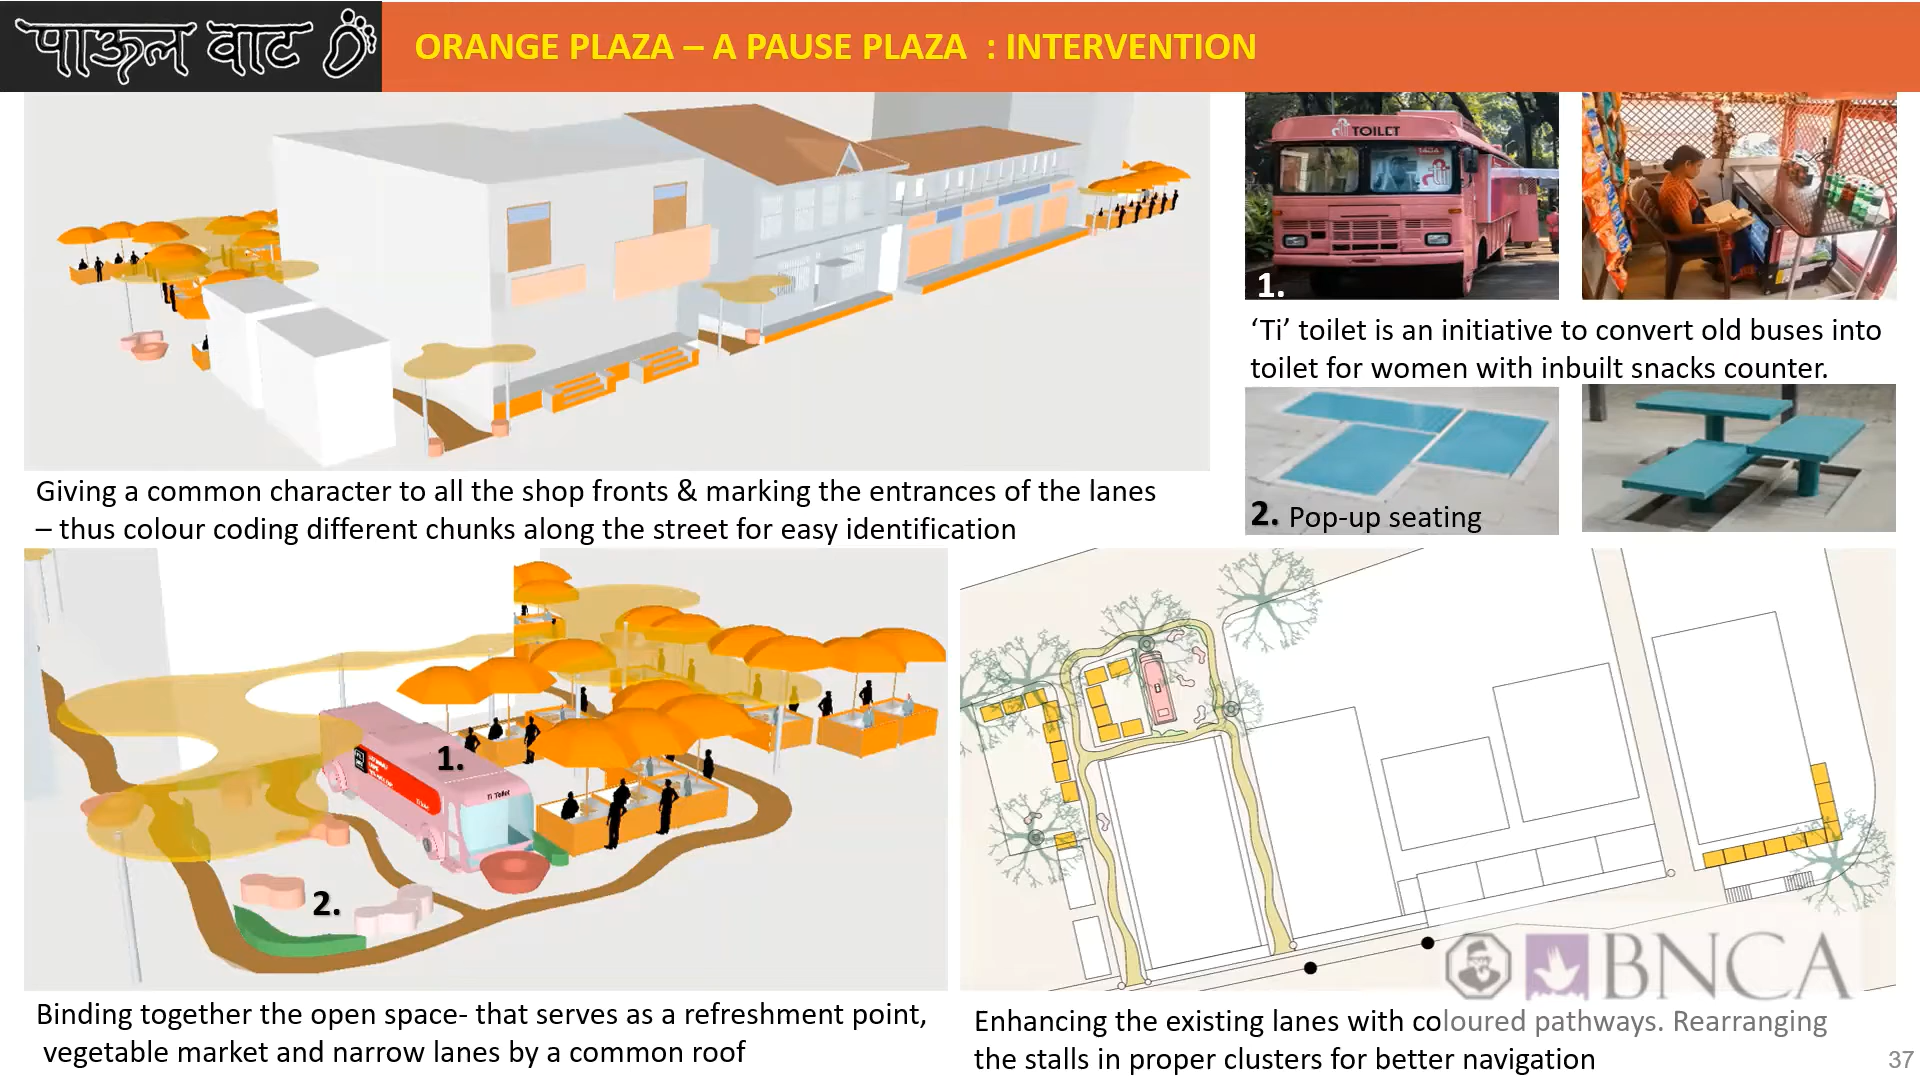 पाऊल वाट
ORANGE PLAZA – A PAUSE PLAZA : INTERVENTION
TOILET
1.
‘Ti’ toilet is an initiative to convert old buses into
toilet for women with inbuilt snacks counter.
2. Pop-up seating
Giving a common character to all the shop fronts & marking the entrances of the lanes
– thus colour coding different chunks along the street for easy identification
1.
Ti Toilet
2.
Binding together the open space- that serves as a refreshment point,
vegetable market and narrow lanes by a common roof
BNCA
Enhancing the existing lanes with coloured pathways. Rearranging
the stalls in proper clusters for better navigation
37